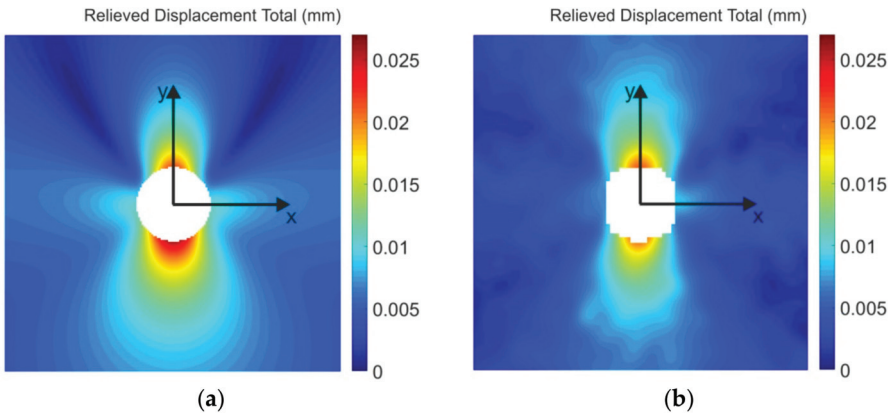 Relieved Displacement Total (mm)
y
x
0.025
0.02
0.015
0.01
0.005
0
(a)
Relieved Displacement Total (mm)
y
x
0.025
0.02
0.015
0.01
0.005
0
(b)